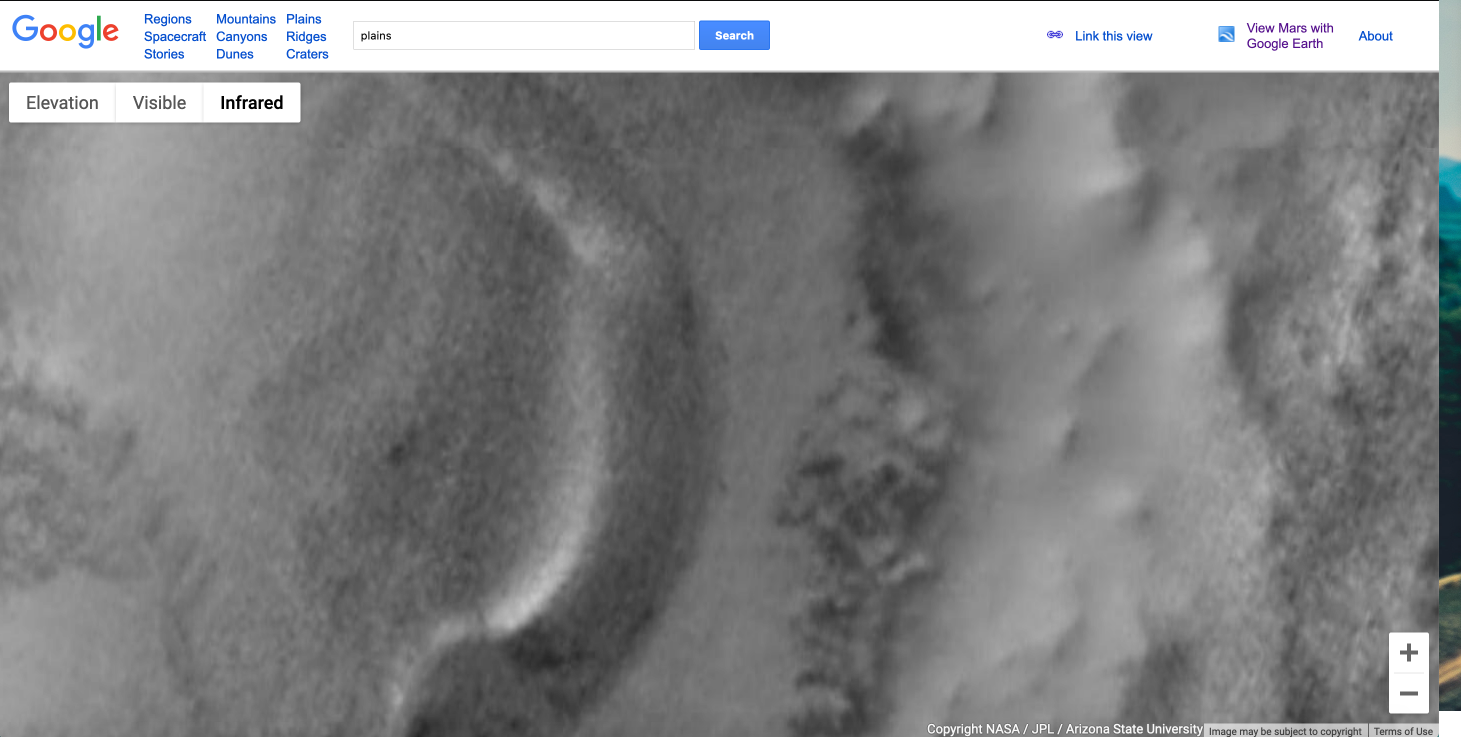 Google
Regions Mountains Plains
Spacecraft Canyons Ridges
Stories Dunes Craters
plains
Search
Link this view
View Mars with
Google Earth
About
Elevation Visible Infrared
Copyright NASA / JPL / Arizona State University
Image may be subject to copyright
Terms of Use